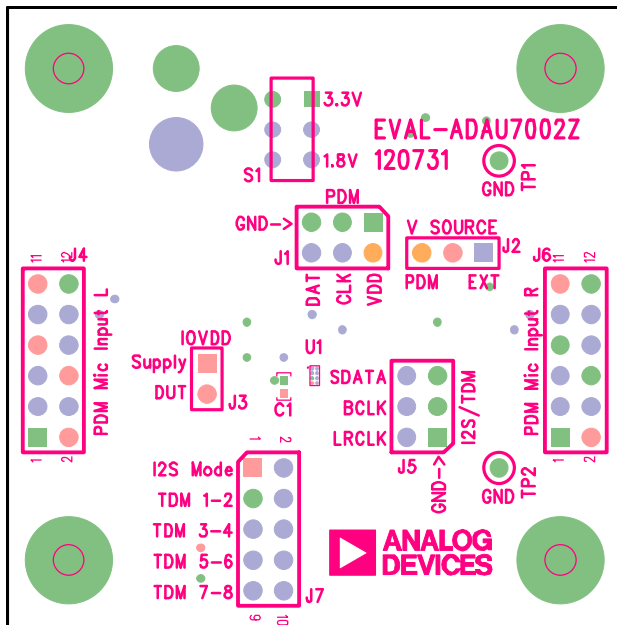 3.3V
EVAL-ADAU7002Z
120731
1.8V
S1
TP1
GND
PDM
GND->
V SOURCE
J1
J2
DAT
CLK
VDD
PDM
EXT
11
12
J4
PDM Mic Input L
1
2
J6
11
12
PDM Mic Input R
1
2
IOVDD
Supply
DUT
J3
U1
C1
SDATA
BCLK
LRCLK
I2S/TDM
J5
GND->
TP2
GND
1
2
I2S Mode
TDM 1-2
TDM 3-4
TDM 5-6
TDM 7-8
J7
9
10
ANALOG
DEVICES